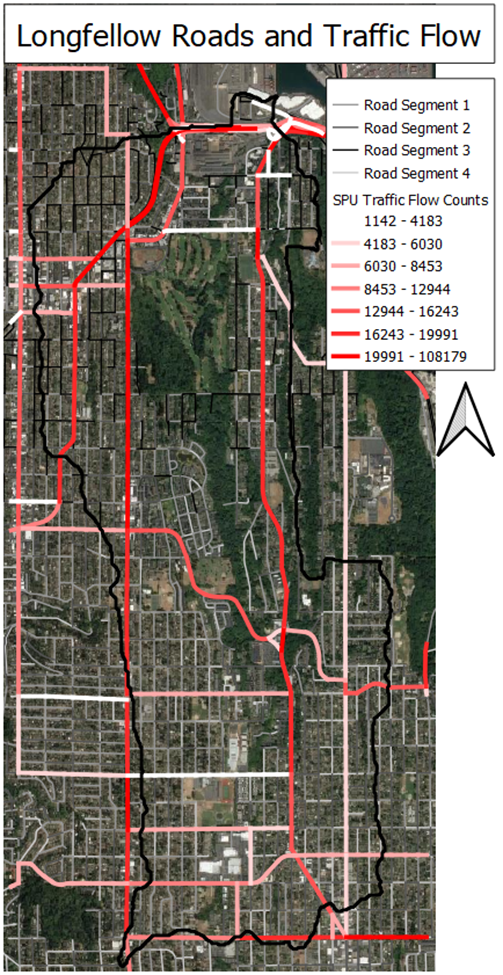 Longfellow Roads and Traffic Flow
Road Segment 1
Road Segment 2
Road Segment 3
Road Segment 4
SPU Traffic Flow Counts
1142 - 4183
4183 - 6030
6030 - 8453
8453 - 12944
12944 - 16243
16243 - 19991
19991 - 108179